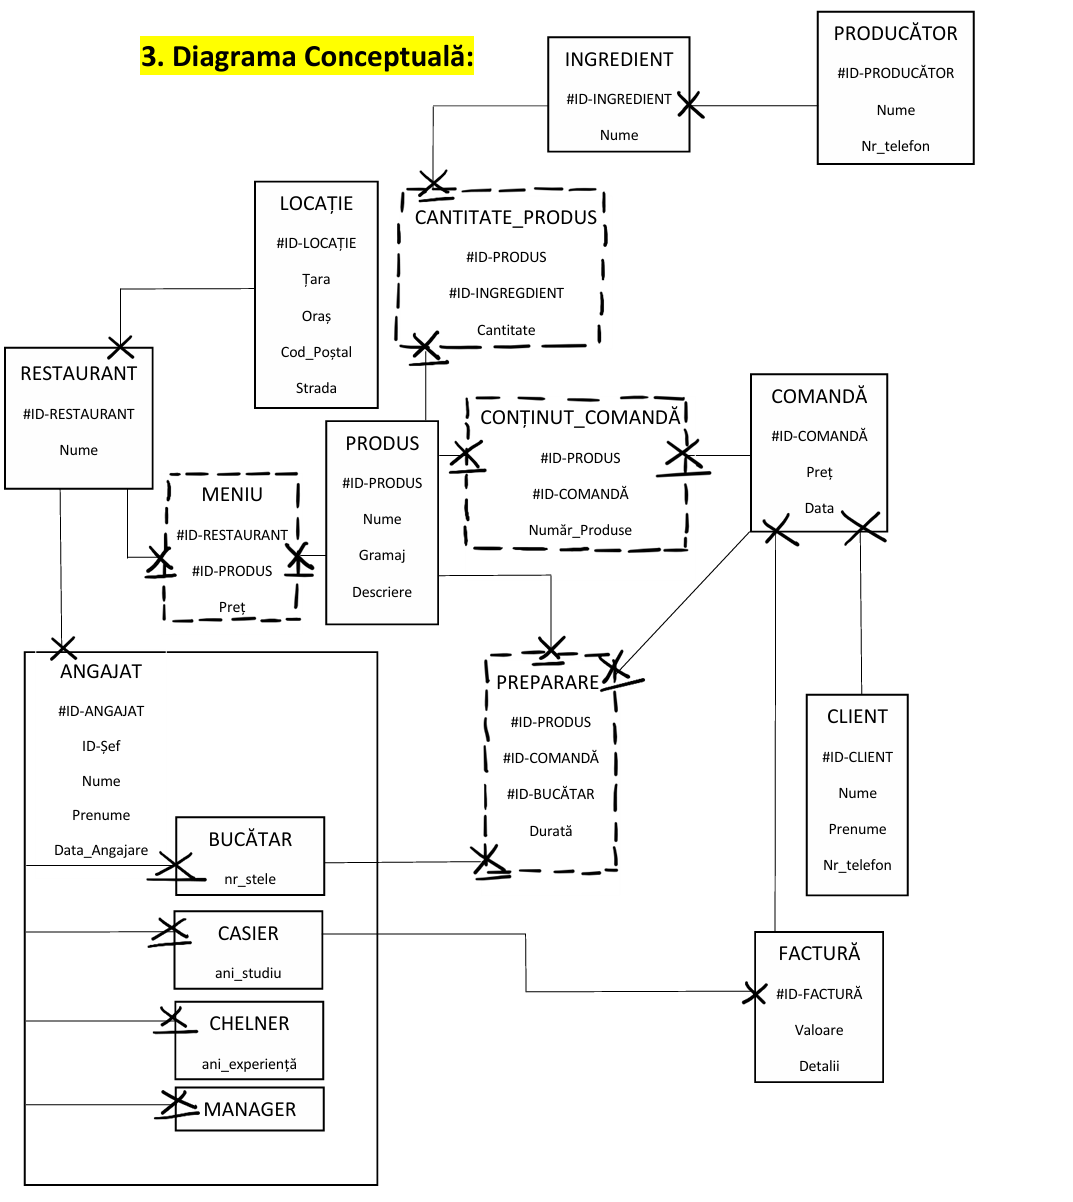 3. Diagrama Conceptuală:
INGREDIENT
#ID-INGREDIENT
Nume
PRODUCĂTOR
#ID-PRODUCĂTOR
Nume
Nr_telefon
LOCAȚIE
#ID-LOCAȚIE
Țara
Oraș
Cod_Poștal
Strada
CANTITATE_PRODUS
#ID-PRODUS
#ID-INGREGDIENT
Cantitate
RESTAURANT
#ID-RESTAURANT
Nume
MENIU
#ID-RESTAURANT
#ID-PRODUS
Preț
PRODUS
#ID-PRODUS
Nume
Gramaj
Descriere
CONȚINUT_COMANDĂ
#ID-PRODUS
#ID-COMANDĂ
Număr_Produse
COMANDĂ
#ID-COMANDĂ
Preț
Data
ANGAJAT
#ID-ANGAJAT
ID-Șef
Nume
Prenume
Data_Angajare
BUCĂTAR
nr_stele
CASIER
ani_studiu
CHELNER
ani_experiență
MANAGER
PREPARARE
#ID-PRODUS
#ID-COMANDĂ
#ID-BUCĂTAR
Durată
CLIENT
#ID-CLIENT
Nume
Prenume
Nr_telefon
FACTURĂ
#ID-FACTURĂ
Valoare
Detalii